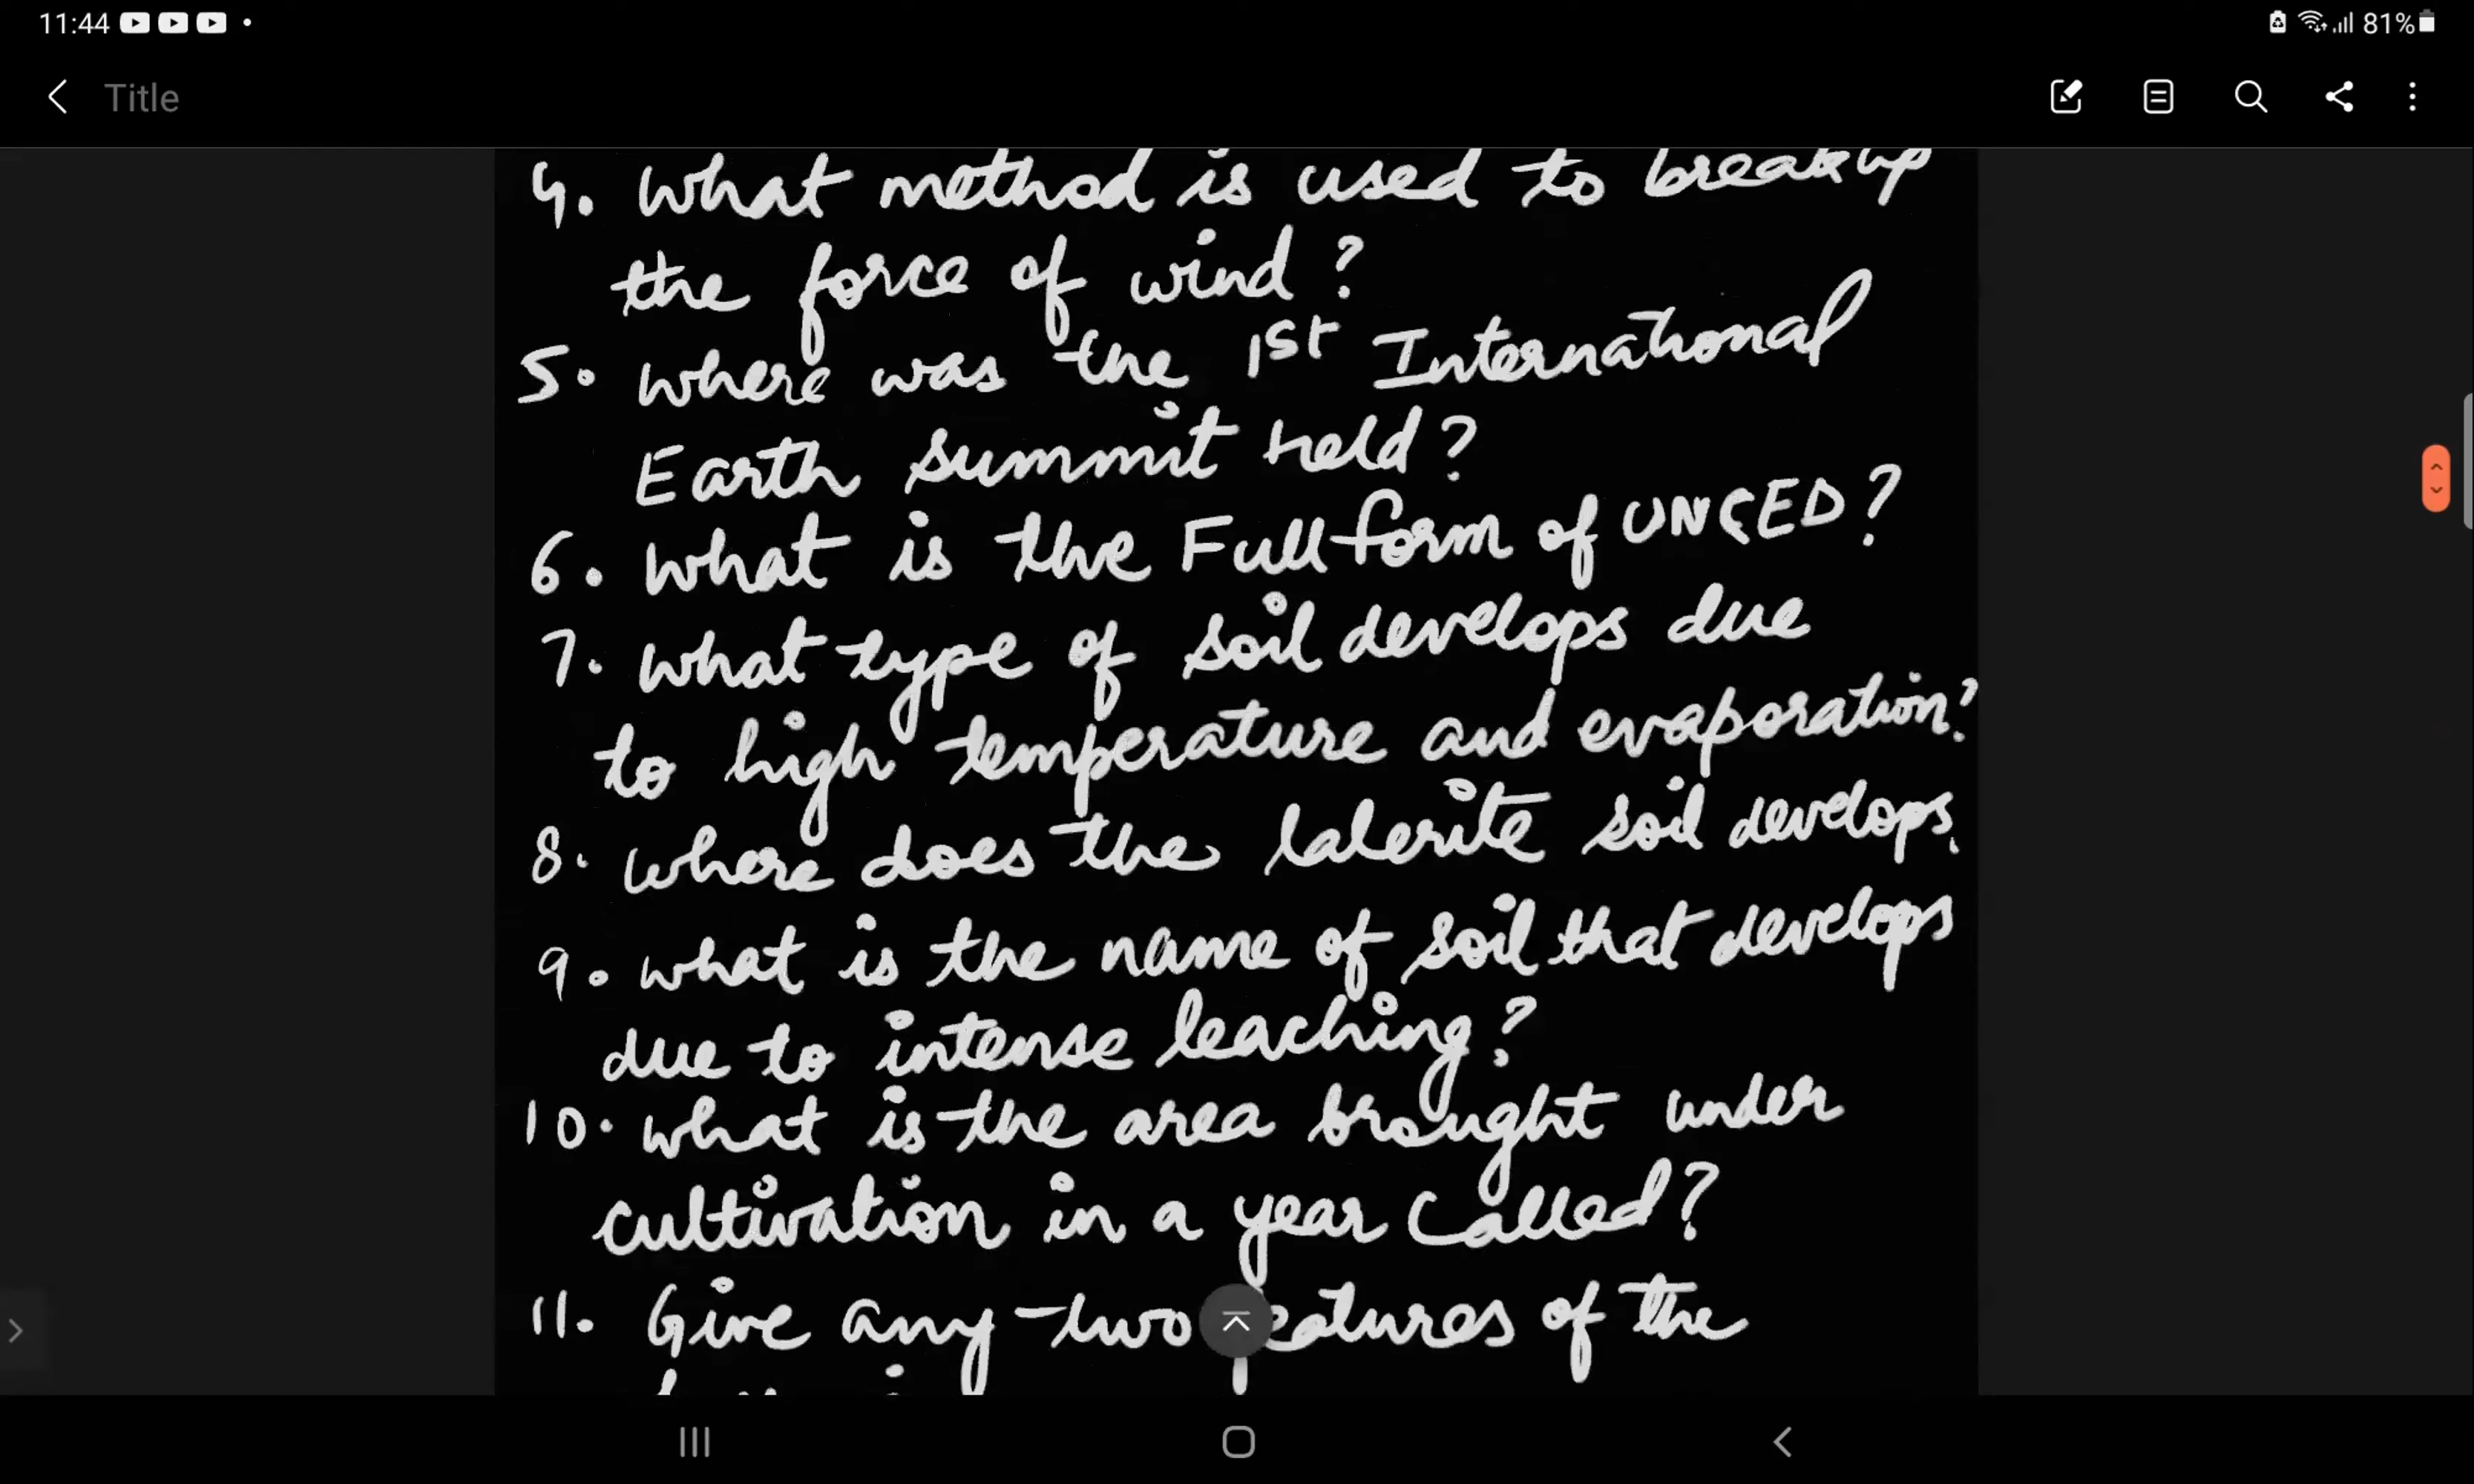 11:44
81%
Title
4. What method is used to breakup
the force of wind?
5. Where was the 1st International
Earth summit held?
6. What is the Full form of UNCED?
7. What type of soil develops due
to high temperature and evaporation?
8. Where does the laterite soil develops.
9. What is the name of soil that develops
due to intense leaching?
10. What is the area brought under
cultivation in a year called?
11. Give any two features of the